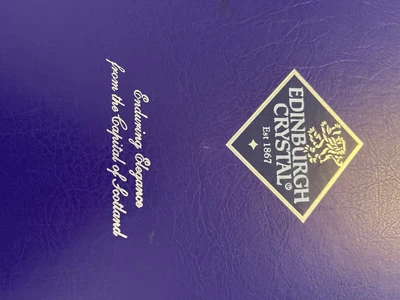 EDINBURGH
CRYSTAL®
Est 1867
Enduring Elegance
from the Capital of Scotland